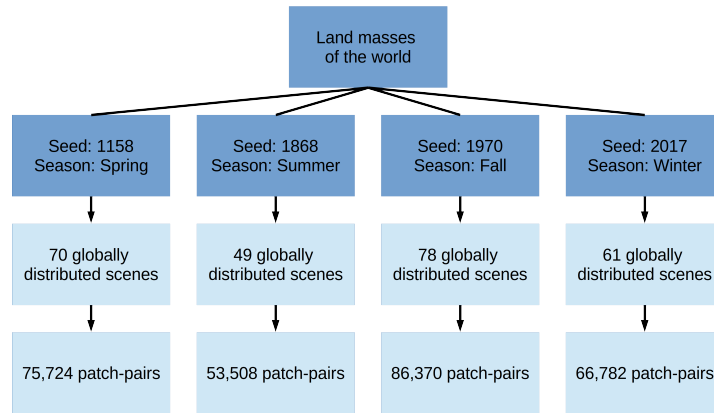 Land masses
of the world
Seed: 1158
Season: Spring
Seed: 1868
Season: Summer
Seed: 1970
Season: Fall
Seed: 2017
Season: Winter
70 globally
distributed scenes
49 globally
distributed scenes
78 globally
distributed scenes
61 globally
distributed scenes
75,724 patch-pairs
53,508 patch-pairs
86,370 patch-pairs
66,782 patch-pairs